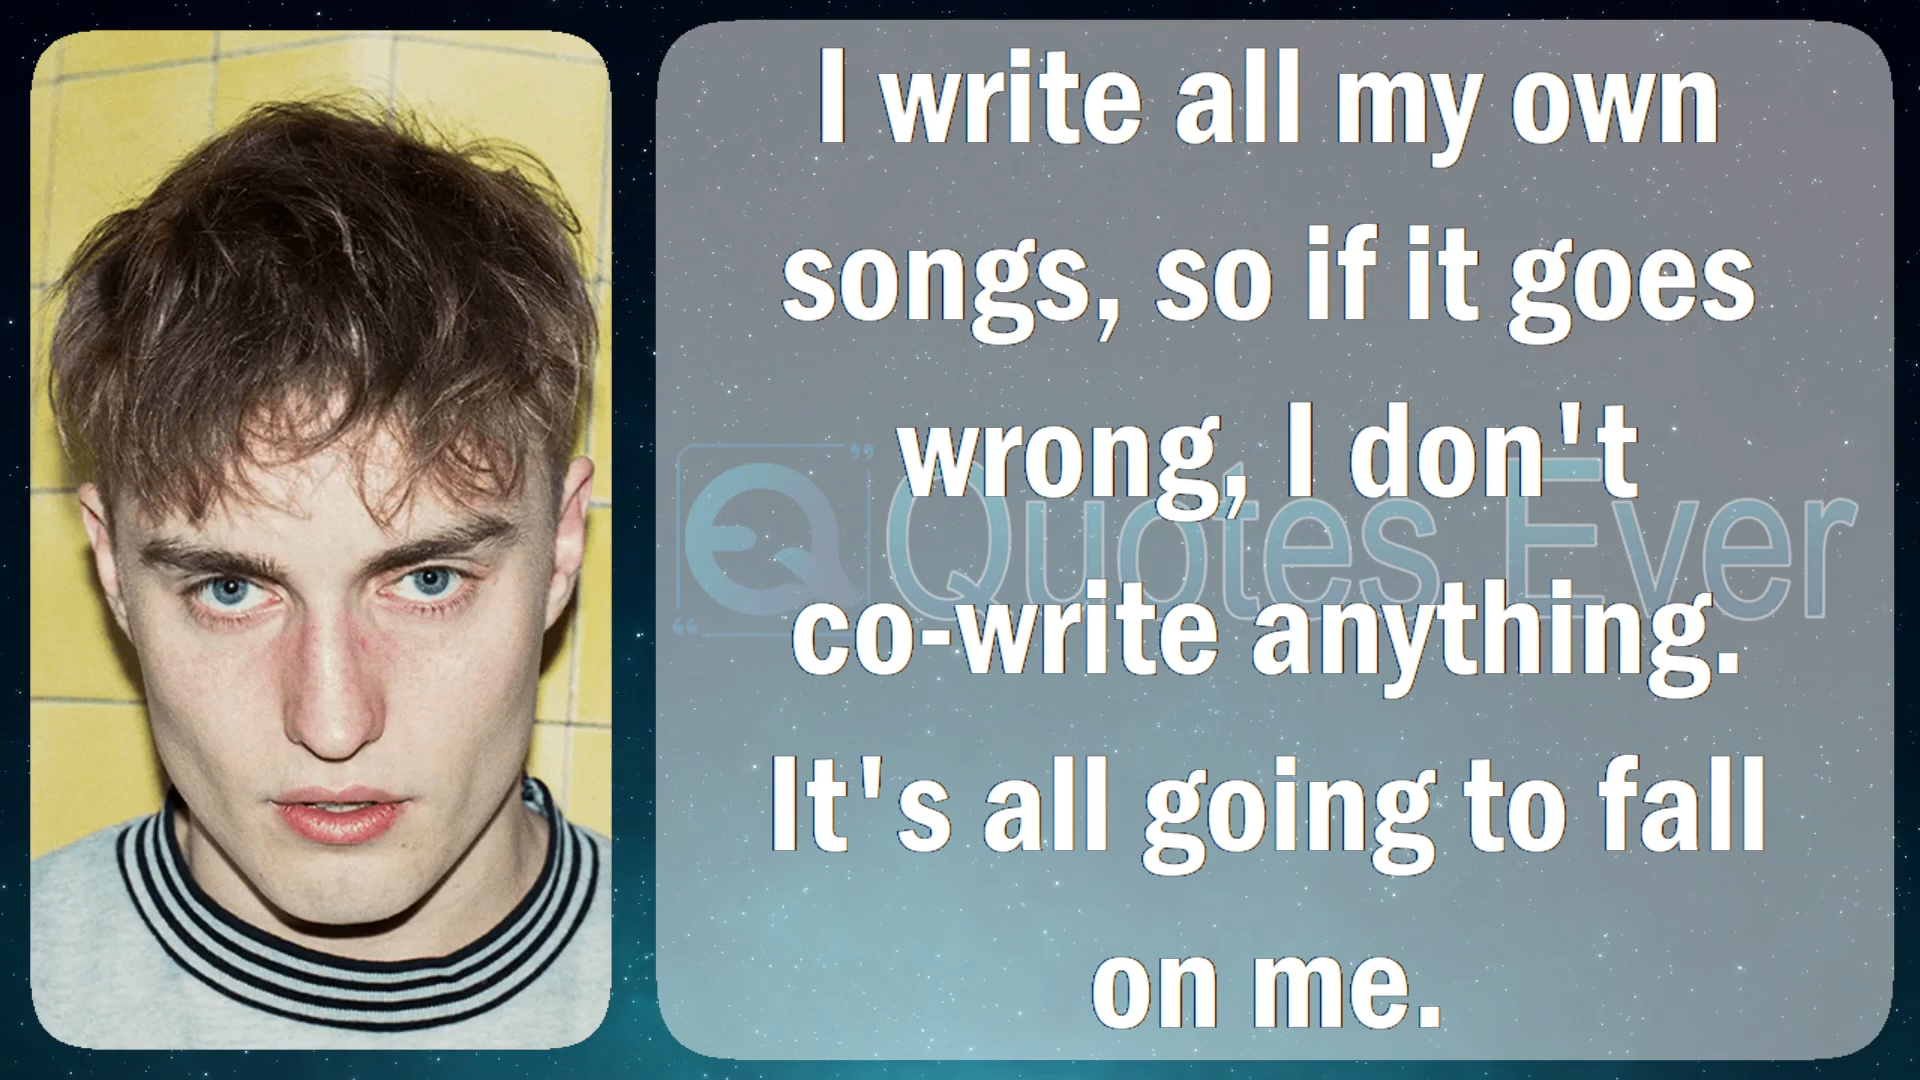 I write all my own
songs, so if it goes
wrong, I don't
co-write anything.
It's all going to fall
on me.
EQ Quotes Ever